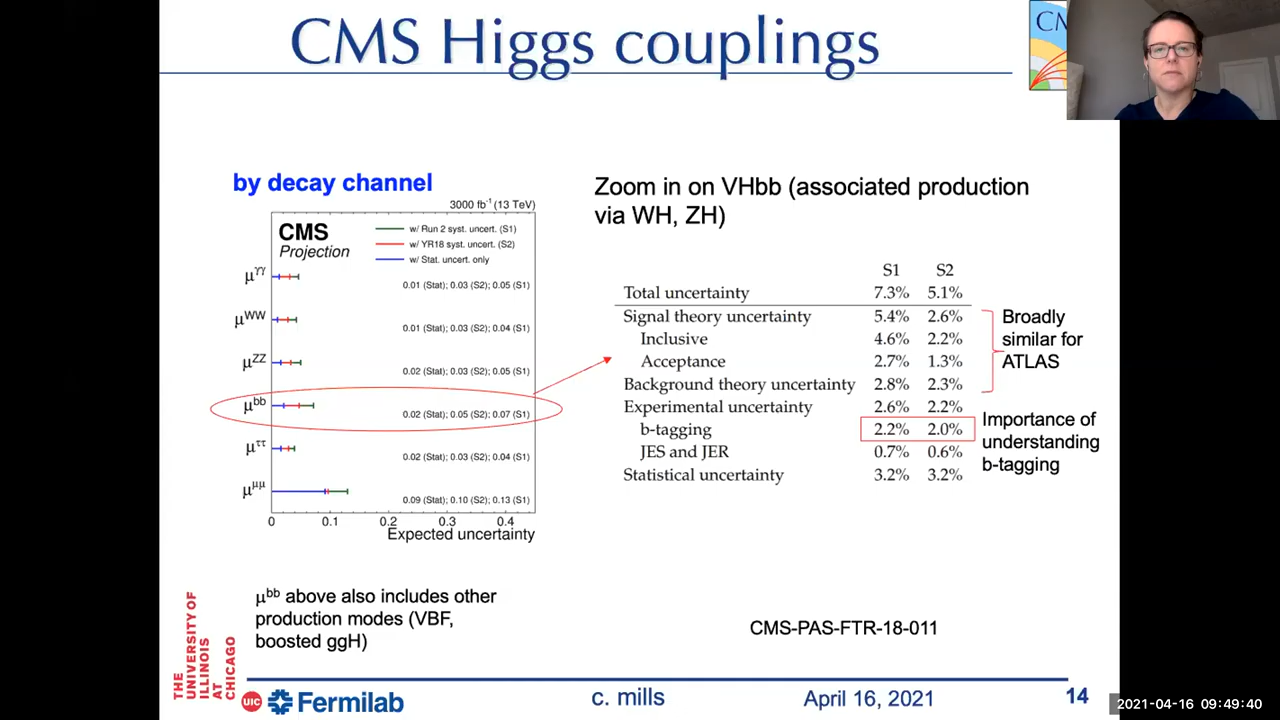 CMS Higgs couplings
CM
by decay channel
3000 fb⁻¹ (13 TeV)
CMS
Projection
w/ Run 2 syst. uncert. (S1)
w/ YR18 syst. uncert. (S2)
w/ Stat. uncert. only
μ^γγ
0.01 (Stat); 0.03 (S2); 0.05 (S1)
μ^WW
0.01 (Stat); 0.03 (S2); 0.04 (S1)
μ^ZZ
0.02 (Stat); 0.03 (S2); 0.05 (S1)
μ^bb
0.02 (Stat); 0.05 (S2); 0.07 (S1)
μ^ττ
0.02 (Stat); 0.03 (S2); 0.04 (S1)
μ^μμ
0.09 (Stat); 0.10 (S2); 0.13 (S1)
0 0.1 0.2 0.3 0.4
Expected uncertainty
Zoom in on VHbb (associated production
via WH, ZH)
S1 S2
Total uncertainty 7.3% 5.1%
Signal theory uncertainty 5.4% 2.6%
Inclusive 4.6% 2.2%
Acceptance 2.7% 1.3%
Background theory uncertainty 2.8% 2.3%
Experimental uncertainty 2.6% 2.2%
b-tagging 2.2% 2.0%
JES and JER 0.7% 0.6%
Statistical uncertainty 3.2% 3.2%
Broadly
similar for
ATLAS
Importance of
understanding
b-tagging
μ^bb above also includes other
production modes (VBF,
boosted ggH)
CMS-PAS-FTR-18-011
THE
UNIVERSITY OF
ILLINOIS
AT
CHICAGO
UIC
Fermilab
c. mills
April 16, 2021
14
2021-04-16 09:49:40